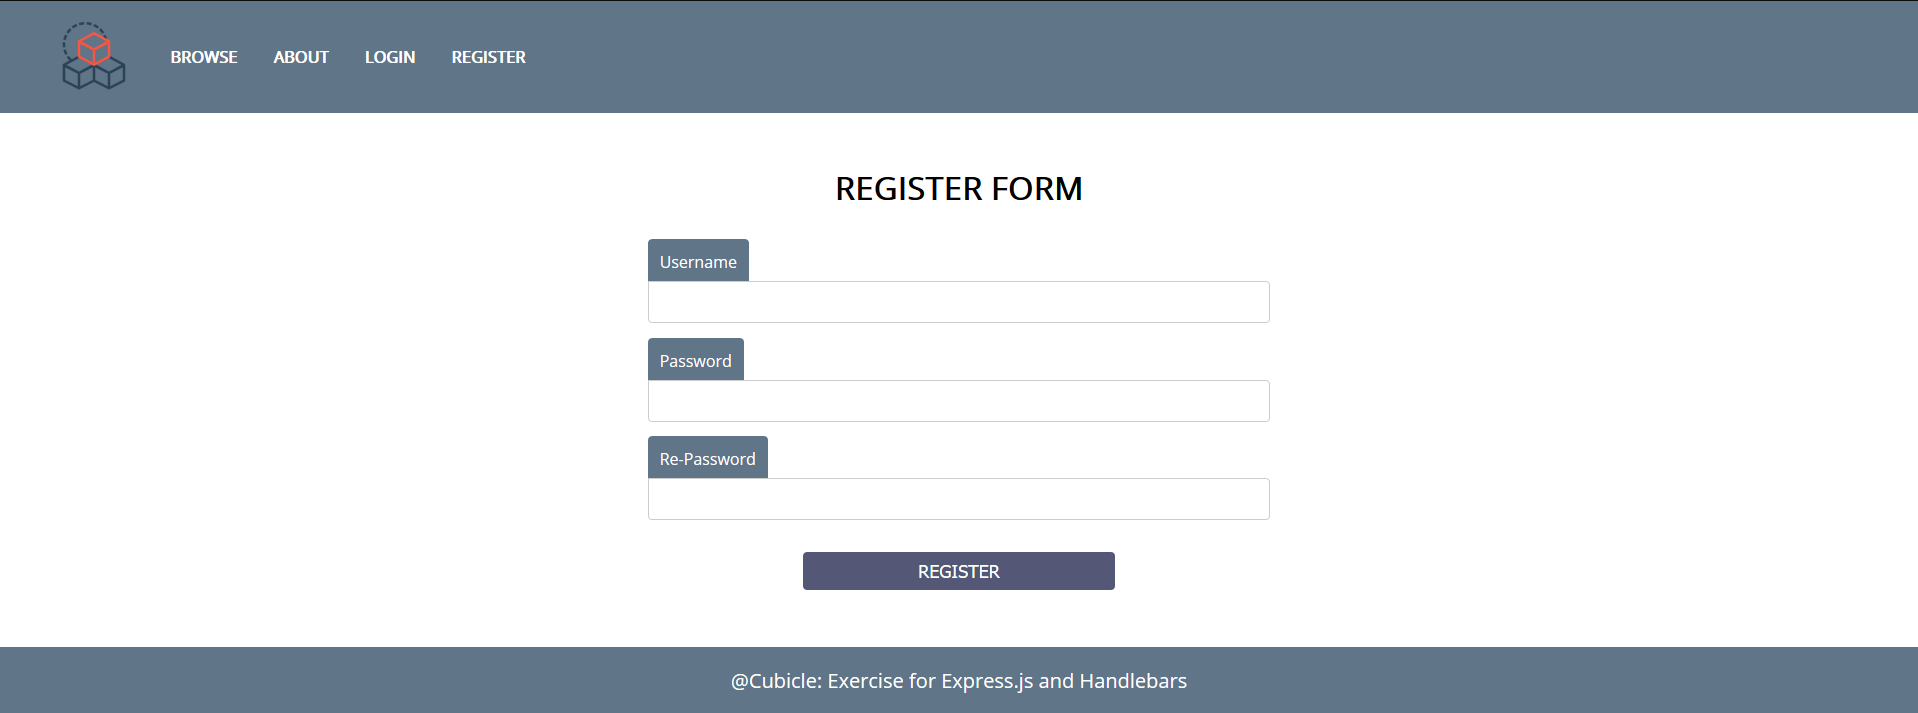 BROWSE ABOUT LOGIN REGISTER
REGISTER FORM
Username
Password
Re-Password
REGISTER
@Cubicle: Exercise for Express.js and Handlebars